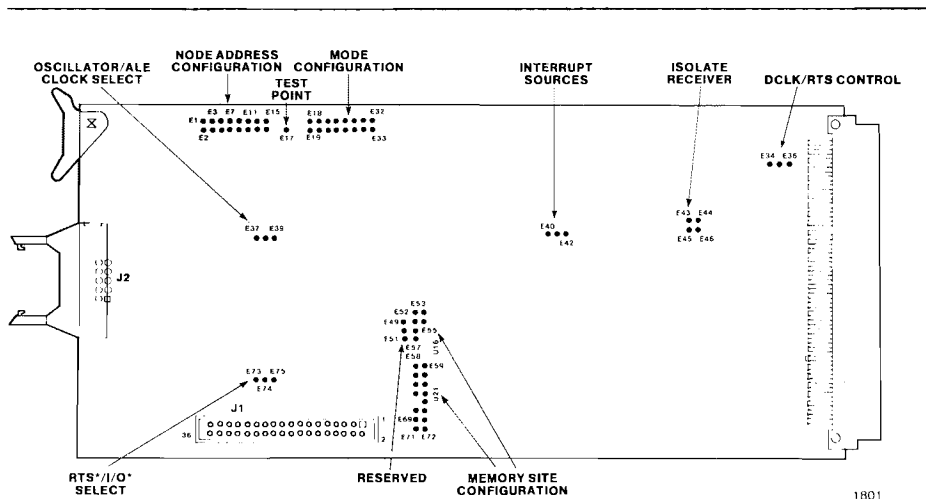 NODE ADDRESS
CONFIGURATION
MODE
CONFIGURATION
OSCILLATOR/ALE
CLOCK SELECT
TEST
POINT
INTERRUPT
SOURCES
ISOLATE
RECEIVER
DCLK/RTS CONTROL
E3 E7 E11 E15
E1
E2
E17
E18 E32
E19 E33
E34 E36
E37 E39
E40
E42
E43 E44
E45 E46
J2
E53
E52
E49
E55
E51
E57
U16
E58
E59
U21
E69
E71 E72
E73 E75
E74
J1
36
1
2
RTS*/I/O*
SELECT
RESERVED
MEMORY SITE
CONFIGURATION
1801